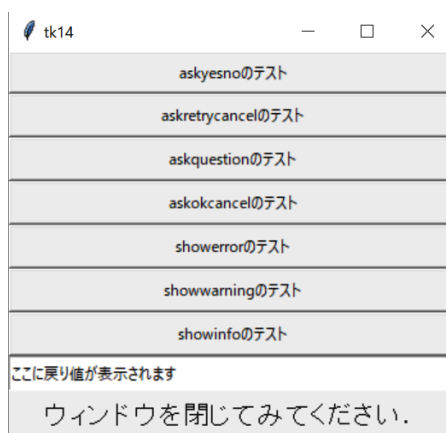 tk14
askyesnoのテスト
askretrycancelのテスト
askquestionのテスト
askokcancelのテスト
showerrorのテスト
showwarningのテスト
showinfoのテスト
ここに戻り値が表示されます
ウィンドウを閉じてみてください.